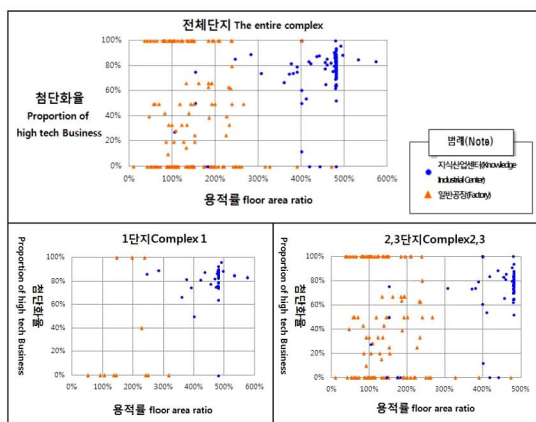 전체단지 The entire complex
100%
80%
60%
40%
20%
0%
0% 100% 200% 300% 400% 500% 600%
첨단화율
Proportion of
high tech Business
용적률 floor area ratio
범례(Note)
지식산업센터(Knowledge
Industrial Center)
일반공장(Factory)
1단지Complex 1
100%
80%
60%
40%
20%
0%
0% 100% 200% 300% 400% 500% 600%
첨단화율
Proportion of high tech Business
용적률 floor area ratio
2,3단지Complex2,3
100%
80%
60%
40%
20%
0%
0% 100% 200% 300% 400% 500%
첨단화율
Proportion of high tech Business
용적률 floor area ratio